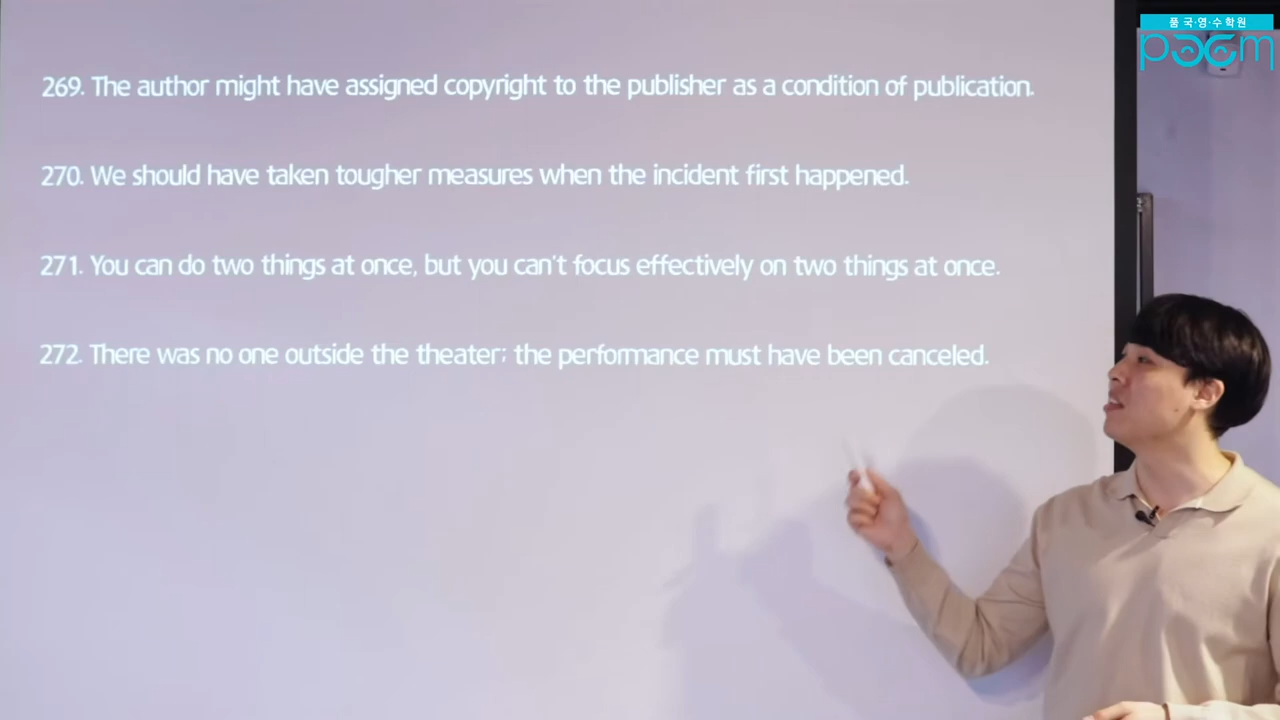 품 국·영·수학원
269. The author might have assigned copyright to the publisher as a condition of publication.
270. We should have taken tougher measures when the incident first happened.
271. You can do two things at once, but you can't focus effectively on two things at once.
272. There was no one outside the theater; the performance must have been canceled.